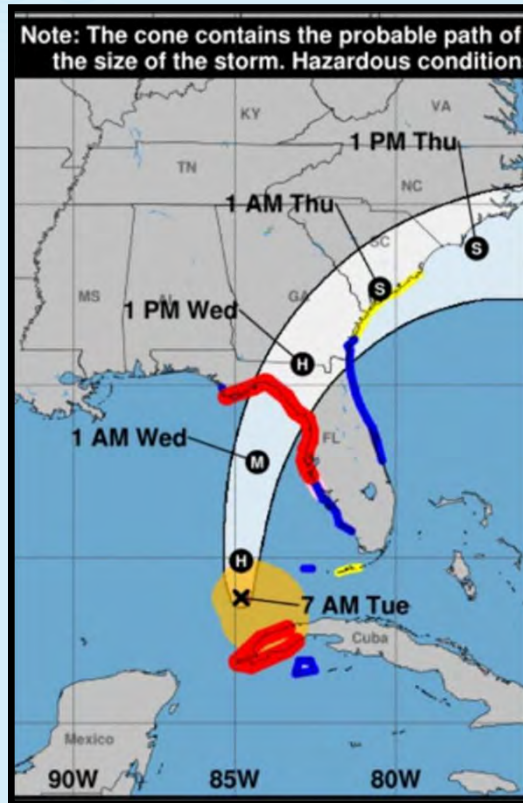 Note: The cone contains the probable path of
the size of the storm. Hazardous condition
KY
VA
1 PM Thu
TN
NC
1 AM Thu
S
SC
S
MS
GA
1 PM Wed
H
1 AM Wed
FL
M
H
7 AM Tue
Cuba
Mexico
90W 85W 80W